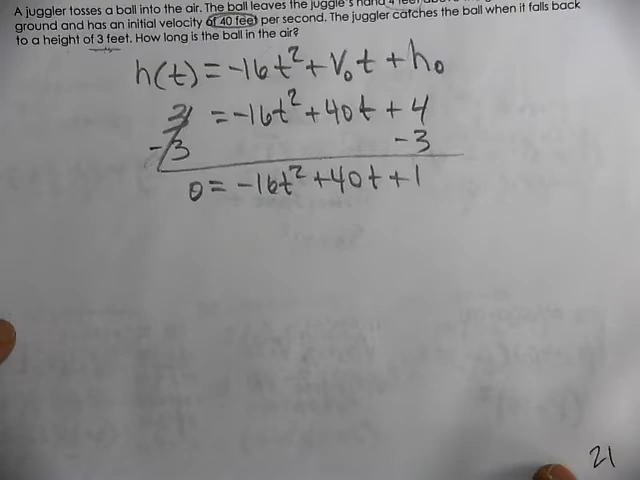 A juggler tosses a ball into the air. The ball leaves the juggle's hand 4 feet above the
ground and has an initial velocity of 40 feet per second. The juggler catches the ball when it falls back
to a height of 3 feet. How long is the ball in the air?
h(t) = -16t² + V₀t + h₀
3 = -16t² + 40t + 4
-3 -3
0 = -16t² + 40t + 1
21